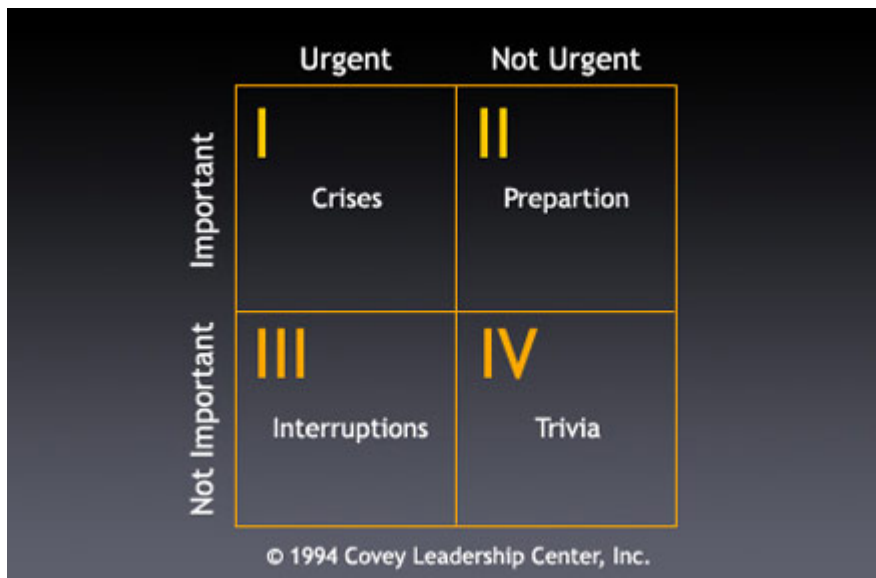 Urgent Not Urgent
Important
I II
Crises Prepartion
Not Important
III IV
Interruptions Trivia
© 1994 Covey Leadership Center, Inc.